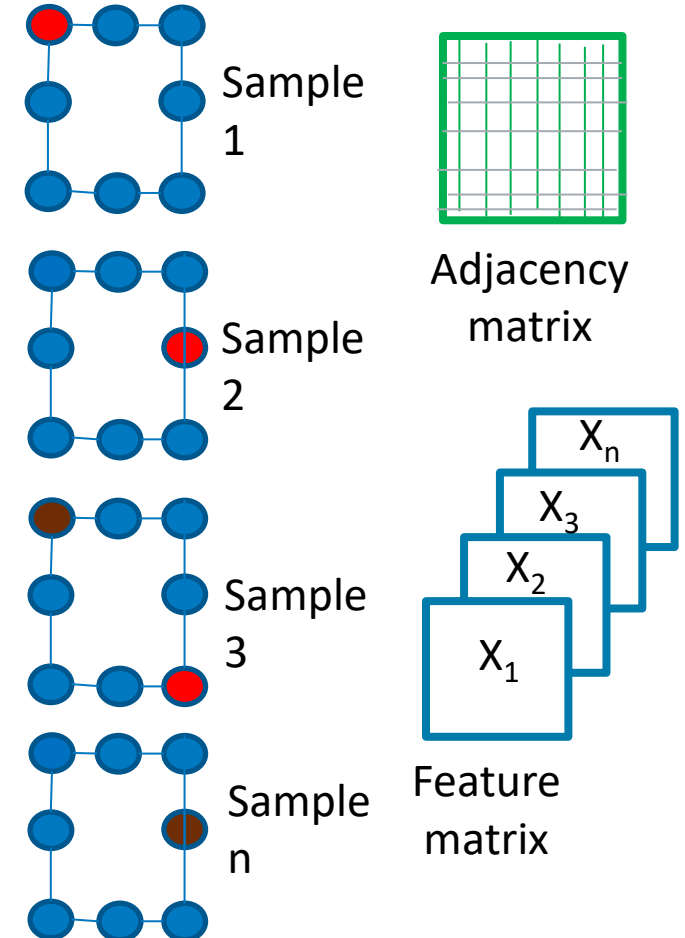 Sample
1
Adjacency
matrix
Sample
2
Sample
3
Sample
n
Xn
X3
X2
X1
Feature
matrix